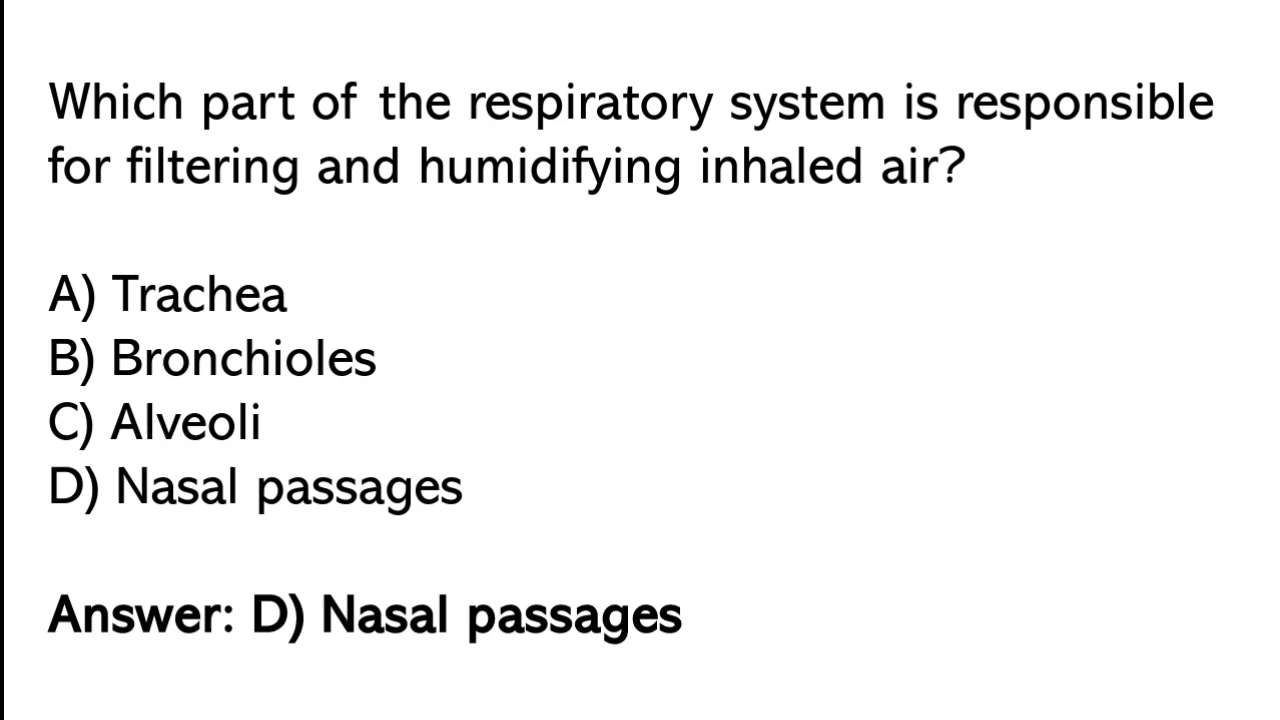 Which part of the respiratory system is responsible
for filtering and humidifying inhaled air?
A) Trachea
B) Bronchioles
C) Alveoli
D) Nasal passages
Answer: D) Nasal passages